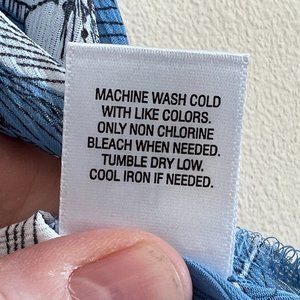 MACHINE WASH COLD
WITH LIKE COLORS.
ONLY NON CHLORINE
BLEACH WHEN NEEDED.
TUMBLE DRY LOW,
COOL IRON IF NEEDED.